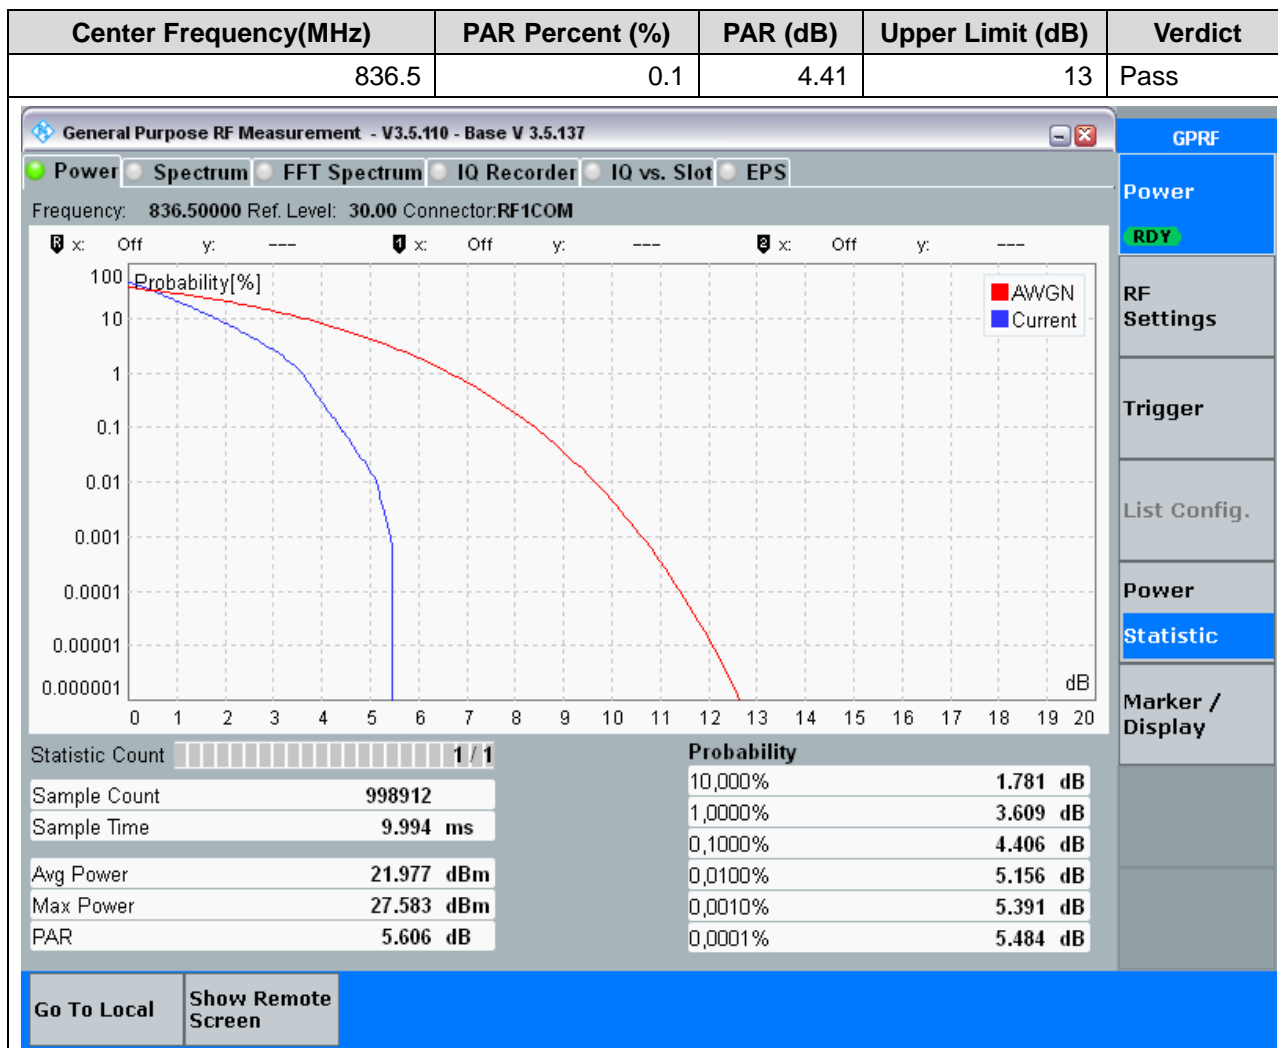 Center Frequency(MHz) PAR Percent (%) PAR (dB) Upper Limit (dB) Verdict
836.5 0.1 4.41 13 Pass
General Purpose RF Measurement - V3.5.110 - Base V 3.5.137
GPRF
Power Spectrum FFT Spectrum IQ Recorder IQ vs. Slot EPS
Power
RDY
Frequency: 836.50000 Ref. Level: 30.00 Connector:RF1COM
R x: Off y: --- 1 x: Off y: --- 2 x: Off y: ---
Probability[%]
AWGN
Current
100
10
1
0.1
0.01
0.001
0.0001
0.00001
0.000001
dB
0 1 2 3 4 5 6 7 8 9 10 11 12 13 14 15 16 17 18 19 20
RF
Settings
Trigger
List Config.
Power
Statistic
Marker /
Display
Statistic Count 1 / 1
Sample Count 998912
Sample Time 9.994 ms
Avg Power 21.977 dBm
Max Power 27.583 dBm
PAR 5.606 dB
Probability
10,000% 1.781 dB
1,0000% 3.609 dB
0,1000% 4.406 dB
0,0100% 5.156 dB
0,0010% 5.391 dB
0,0001% 5.484 dB
Go To Local
Show Remote
Screen